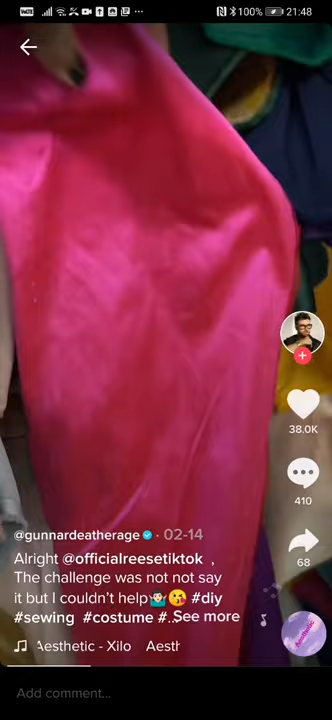 100% 21:48
38.0K
410
68
@gunnardeatherage · 02-14
Alright @officialreesetiktok ,
The challenge was not not say
it but I couldn't help🤷🏻‍♂️😘 #diy
#sewing #costume #... See more
Aesthetic - Xilo Aesth
Aesthetic
Add comment...